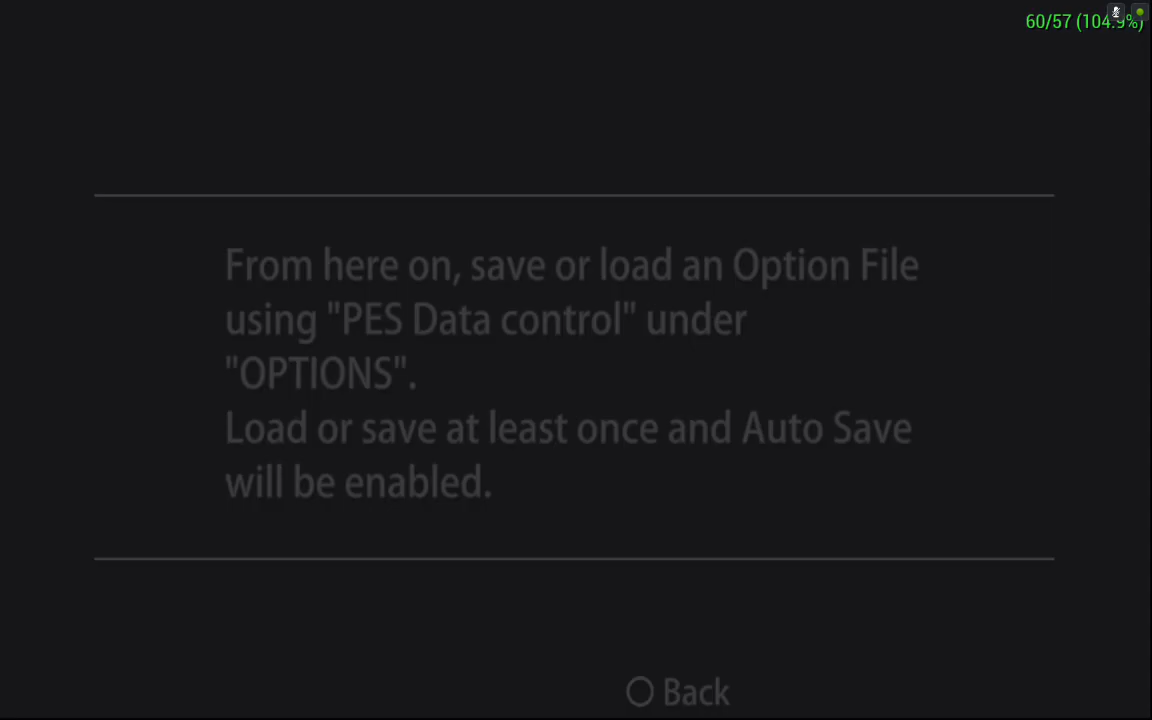 60/57 (104.9%)
From here on, save or load an Option File
using "PES Data control" under
"OPTIONS".
Load or save at least once and Auto Save
will be enabled.
Back